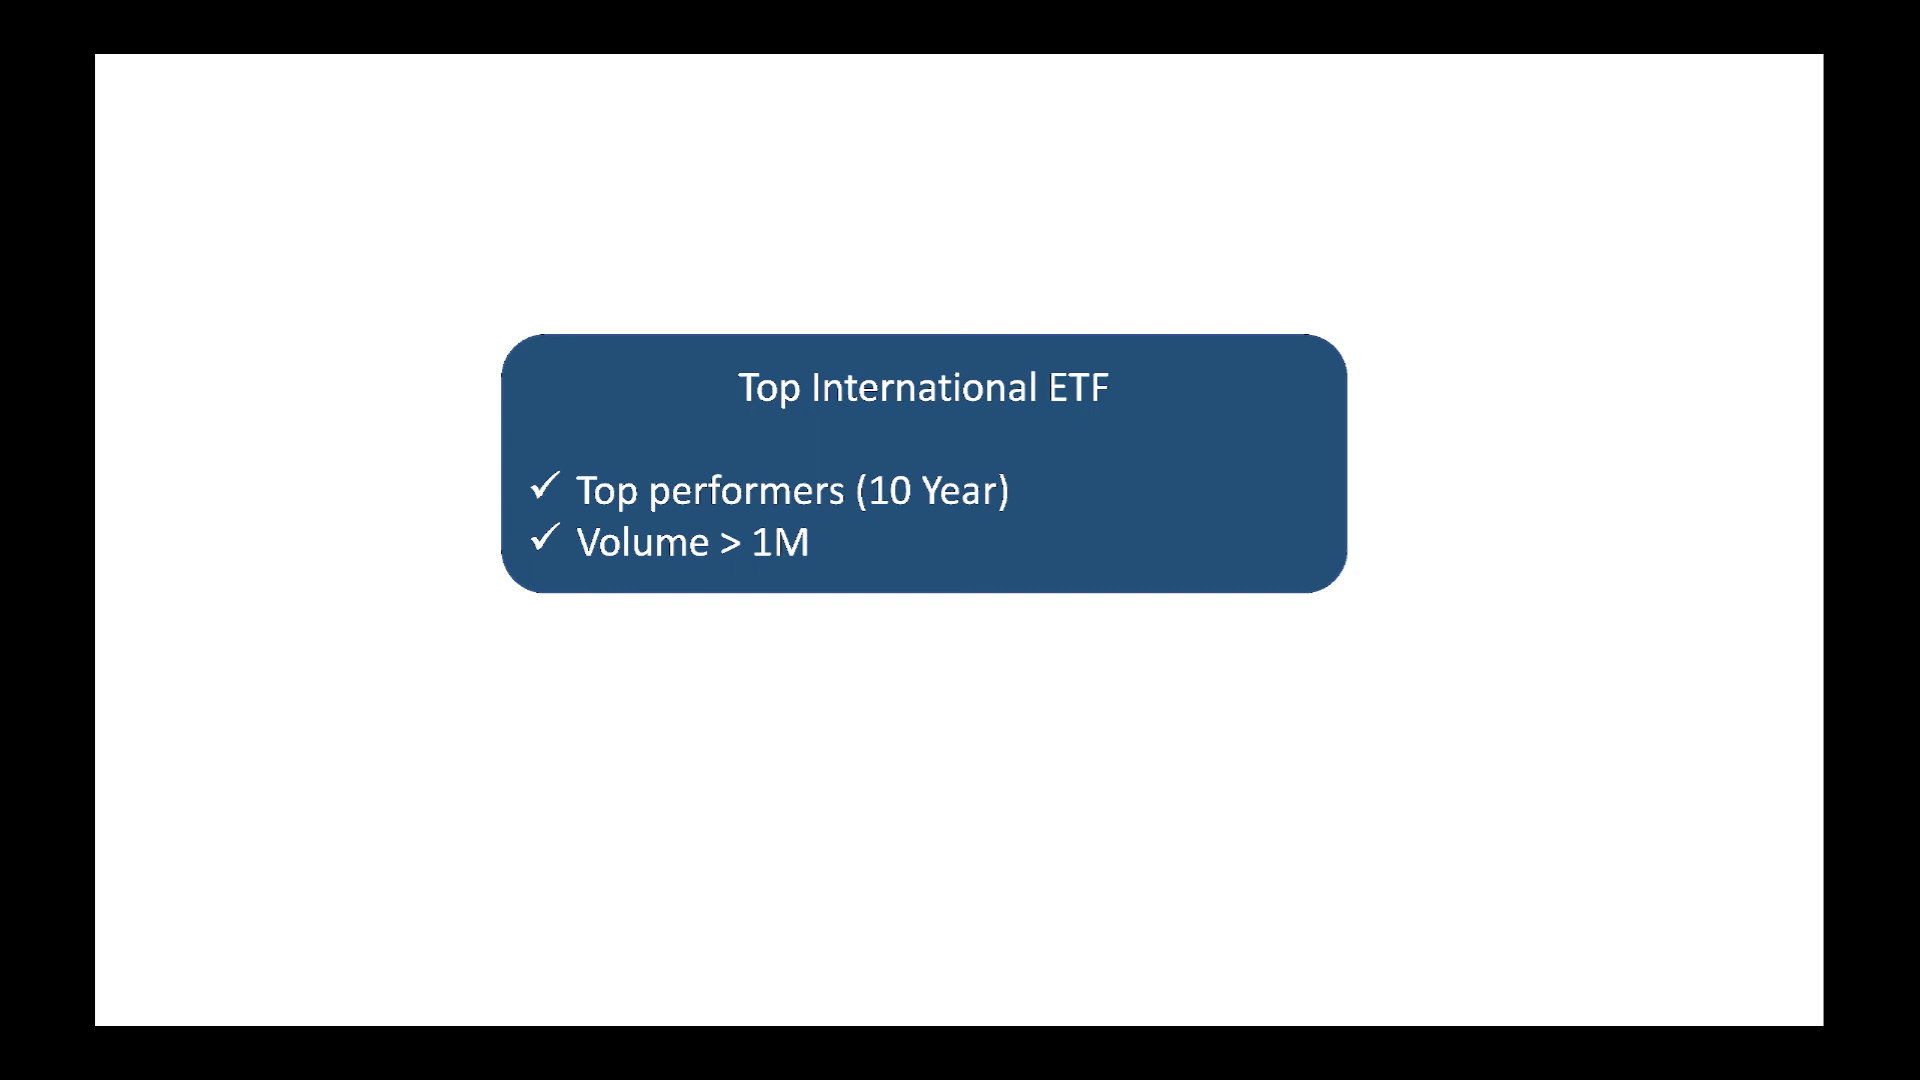 Top International ETF
✓ Top performers (10 Year)
✓ Volume > 1M